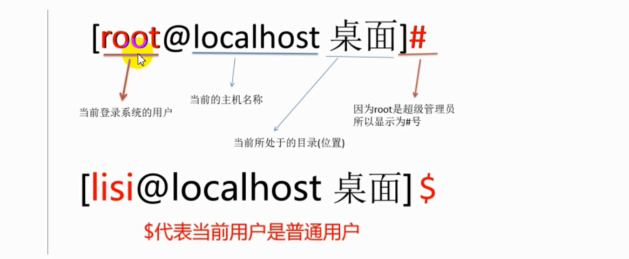 [root@localhost 桌面]#
当前登录系统的用户
当前的主机名称
因为root是超级管理员
所以显示为#号
当前所处于的目录(位置)
[lisi@localhost 桌面]$
$代表当前用户是普通用户